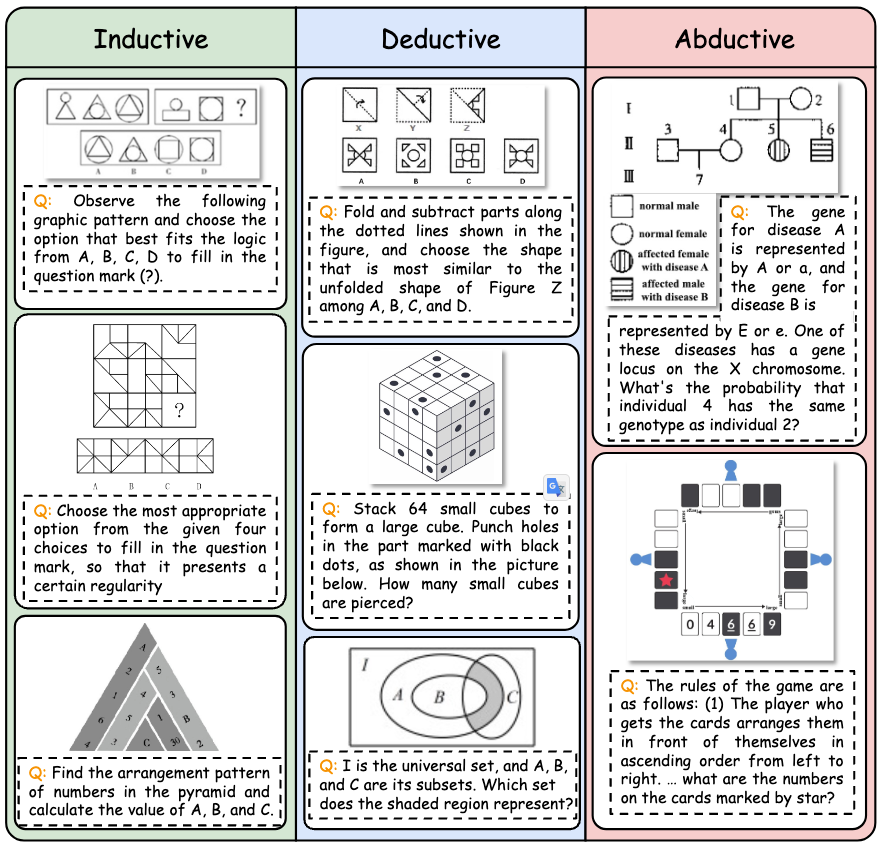 Inductive
Deductive
Abductive
?
A B C D
Q: Observe the following
graphic pattern and choose the
option that best fits the logic
from A, B, C, D to fill in the
question mark (?).
?
A B C D
Q: Choose the most appropriate
option from the given four
choices to fill in the question
mark, so that it presents a
certain regularity
A
2 5
1 4 3
6 5 1 B
4 3 C 30 2
Q: Find the arrangement pattern
of numbers in the pyramid and
calculate the value of A, B, and C.
X Y Z
A B C D
Q: Fold and subtract parts along
the dotted lines shown in the
figure, and choose the shape
that is most similar to the
unfolded shape of Figure Z
among A, B, C, and D.
G
Q: Stack 64 small cubes to
form a large cube. Punch holes
in the part marked with black
dots, as shown in the picture
below. How many small cubes
are pierced?
I
A B C
Q: I is the universal set, and A, B,
and C are its subsets. Which set
does the shaded region represent?
I 1 2
3 4 5 6
II
III 7
normal male
normal female
affected female
with disease A
affected male
with disease B
Q: The gene
for disease A
is represented
by A or a, and
the gene for
disease B is
represented by E or e. One of
these diseases has a gene
locus on the X chromosome.
What's the probability that
individual 4 has the same
genotype as individual 2?
large small
small large
0 4 6 6 9
Q: The rules of the game are
as follows: (1) The player who
gets the cards arranges them
in front of themselves in
ascending order from left to
right. ... what are the numbers
on the cards marked by star?